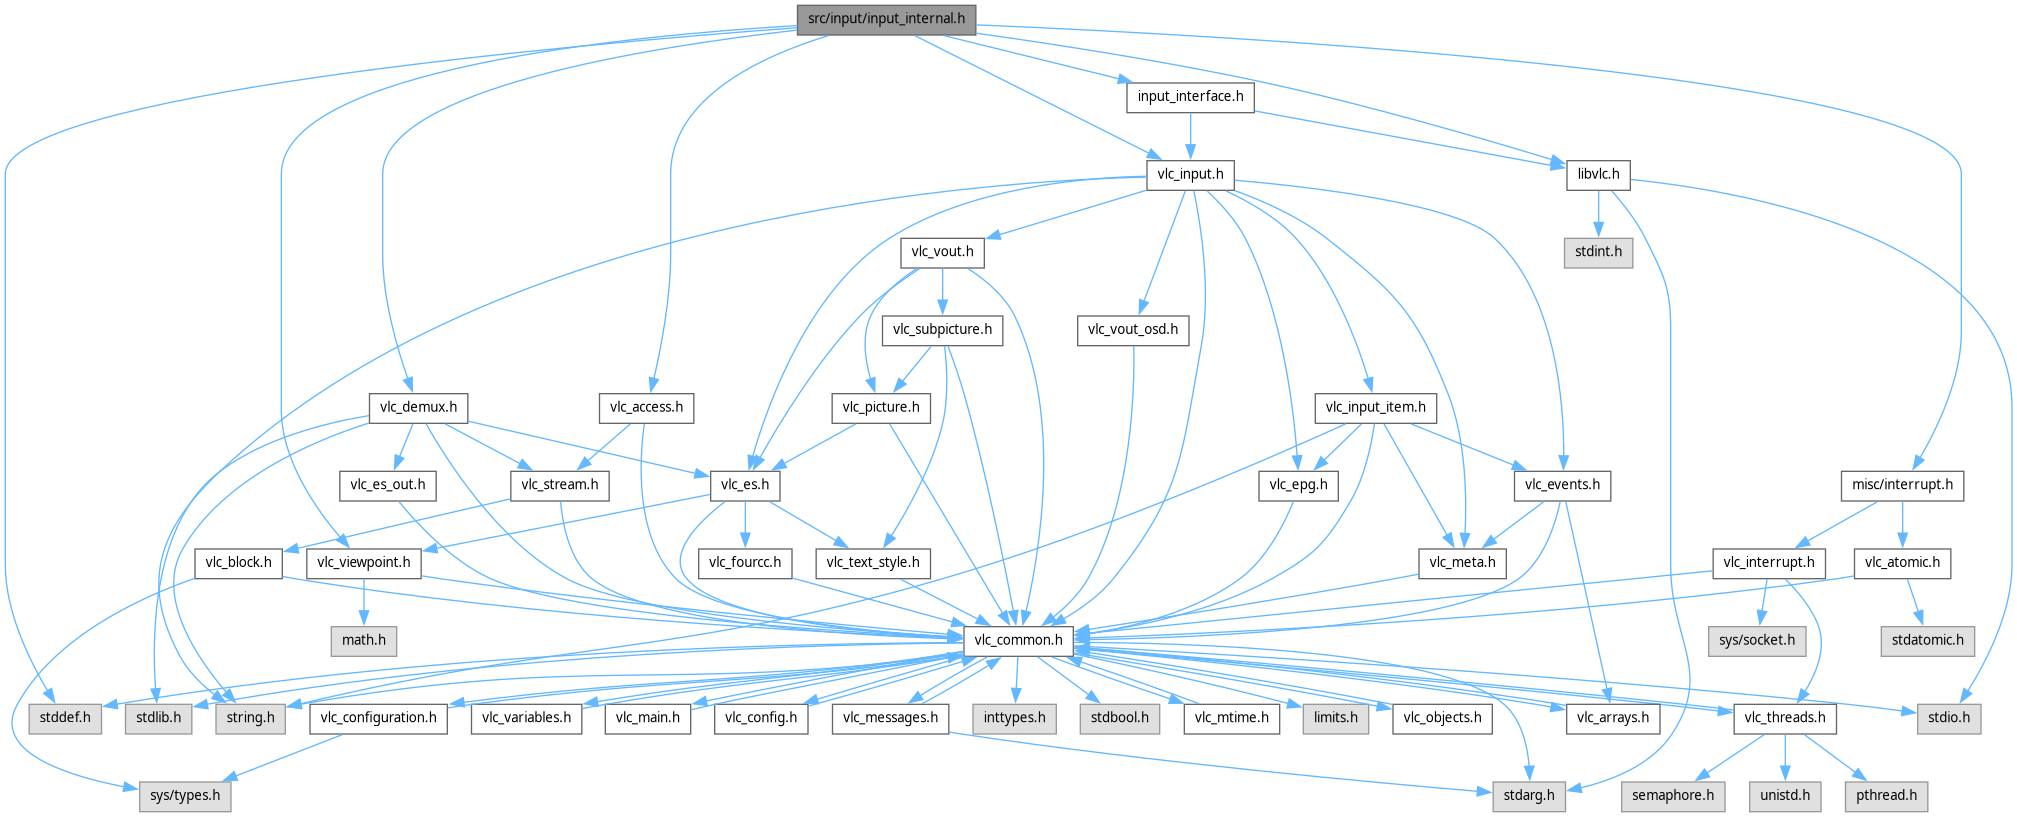 src/input/input_internal.h
input_interface.h
vlc_input.h
libvlc.h
vlc_vout.h
stdint.h
vlc_subpicture.h
vlc_vout_osd.h
vlc_demux.h
vlc_access.h
vlc_picture.h
vlc_input_item.h
vlc_es_out.h
vlc_stream.h
vlc_es.h
vlc_epg.h
vlc_events.h
misc/interrupt.h
vlc_block.h
vlc_viewpoint.h
vlc_fourcc.h
vlc_text_style.h
vlc_meta.h
vlc_interrupt.h
vlc_atomic.h
math.h
vlc_common.h
sys/socket.h
stdatomic.h
stddef.h
stdlib.h
string.h
vlc_configuration.h
vlc_variables.h
vlc_main.h
vlc_config.h
vlc_messages.h
inttypes.h
stdbool.h
vlc_mtime.h
limits.h
vlc_objects.h
vlc_arrays.h
vlc_threads.h
stdio.h
sys/types.h
stdarg.h
semaphore.h
unistd.h
pthread.h